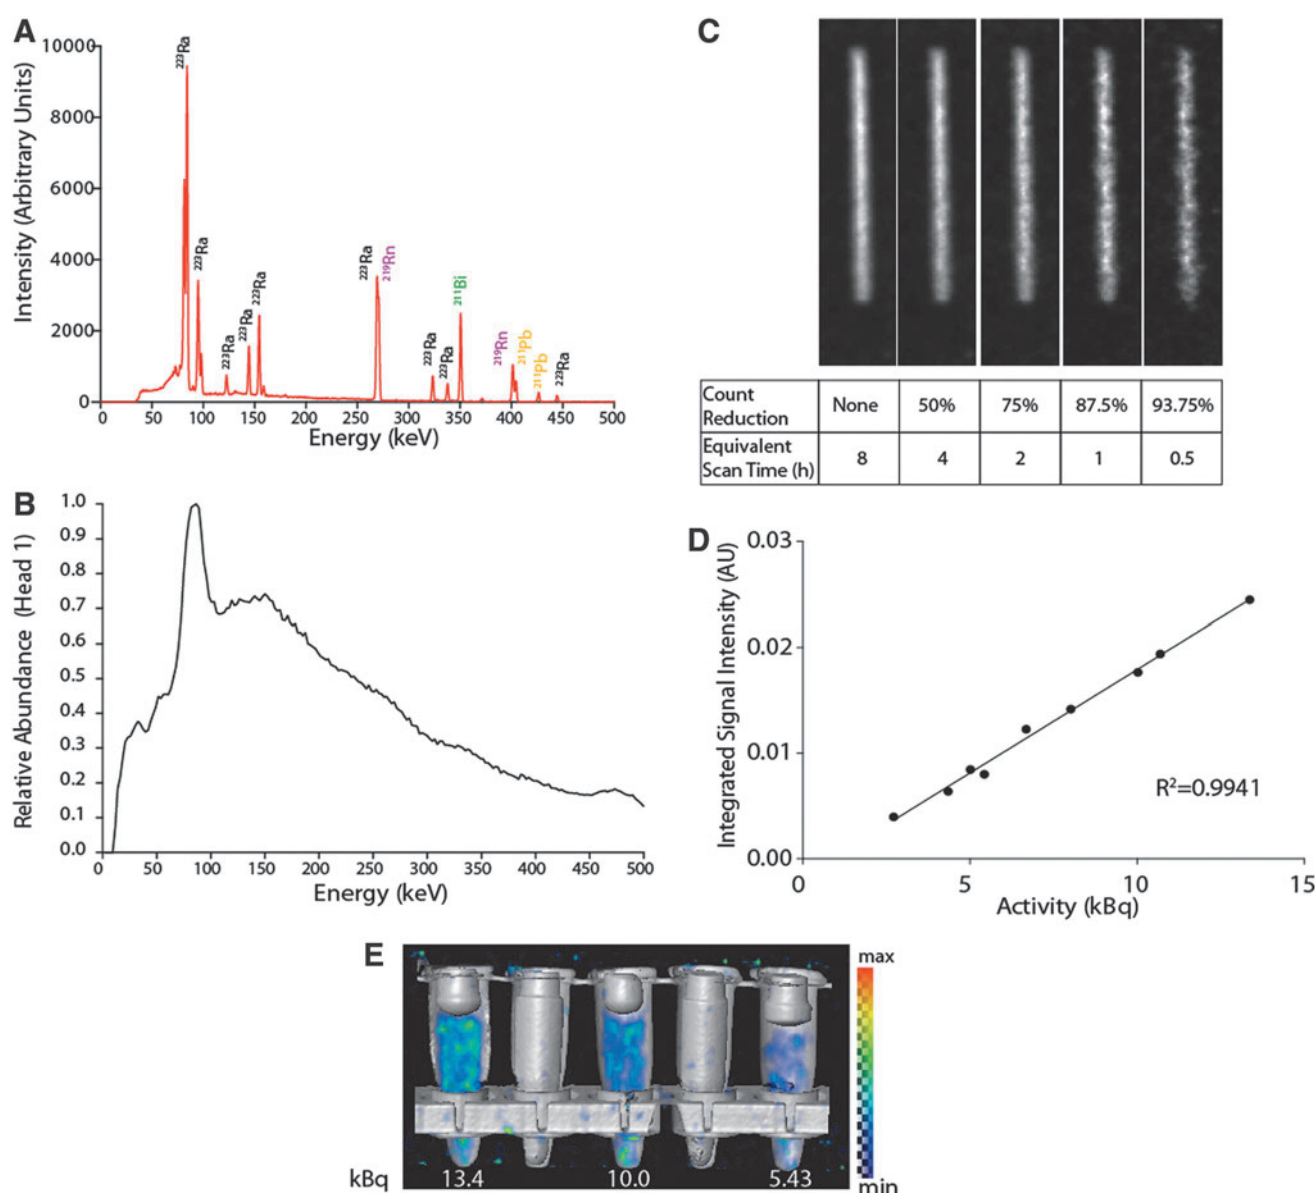 A
Intensity (Arbitrary Units)
10000
8000
6000
4000
2000
0
²²³Ra
²²³Ra
²²³Ra
²²³Ra
²²³Ra
²²³Ra
²¹⁹Rn
²²³Ra
²²³Ra
²¹¹Bi
²¹⁹Rn
²¹¹Pb
²¹¹Pb
²²³Ra
0 50 100 150 200 250 300 350 400 450 500
Energy (keV)
B
Relative Abundance (Head 1)
1.0
0.9
0.8
0.7
0.6
0.5
0.4
0.3
0.2
0.1
0.0
0 50 100 150 200 250 300 350 400 450 500
Energy (keV)
C
Count Reduction None 50% 75% 87.5% 93.75%
Equivalent Scan Time (h) 8 4 2 1 0.5
D
Integrated Signal Intensity (AU)
0.03
0.02
0.01
0.00
R²=0.9941
0 5 10 15
Activity (kBq)
E
max
min
kBq 13.4 10.0 5.43